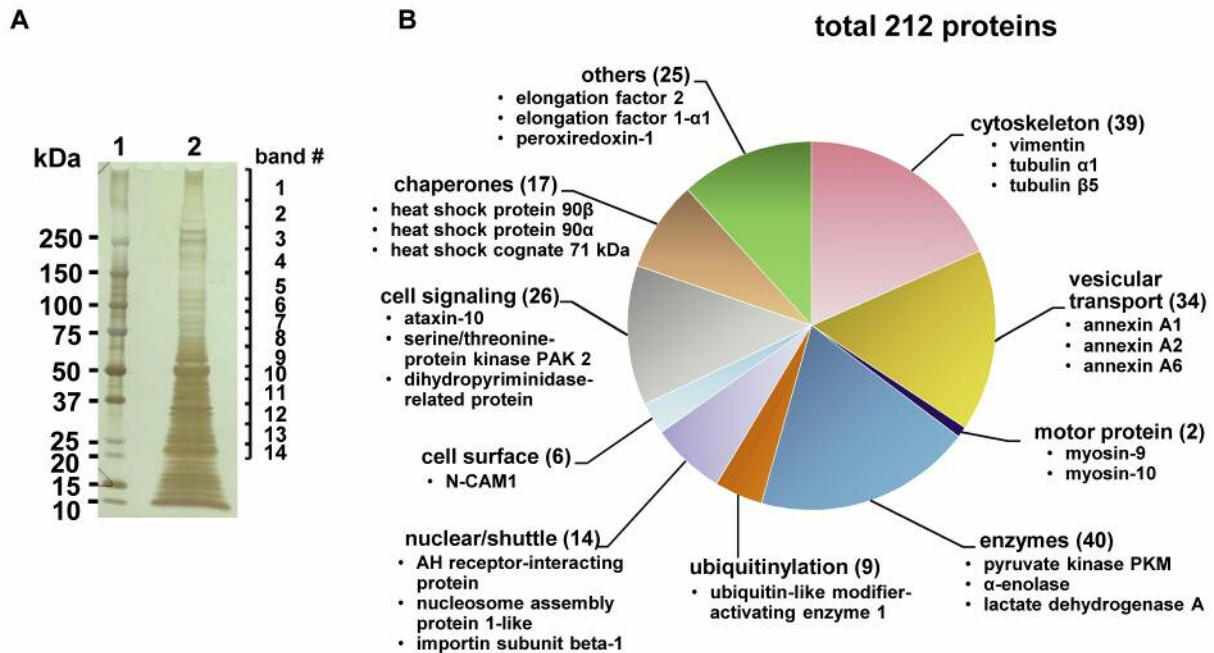 A
1 2
kDa
band #
250
150
100
75
50
37
25
20
15
10
1
2
3
4
5
6
7
8
9
10
11
12
13
14
B
total 212 proteins
others (25)
• elongation factor 2
• elongation factor 1-α1
• peroxiredoxin-1
cytoskeleton (39)
• vimentin
• tubulin α1
• tubulin β5
chaperones (17)
• heat shock protein 90β
• heat shock protein 90α
• heat shock cognate 71 kDa
vesicular
transport (34)
• annexin A1
• annexin A2
• annexin A6
cell signaling (26)
• ataxin-10
• serine/threonine-
protein kinase PAK 2
• dihydropyriminidase-
related protein
motor protein (2)
• myosin-9
• myosin-10
cell surface (6)
• N-CAM1
enzymes (40)
• pyruvate kinase PKM
• α-enolase
• lactate dehydrogenase A
nuclear/shuttle (14)
• AH receptor-interacting
protein
• nucleosome assembly
protein 1-like
• importin subunit beta-1
ubiquitinylation (9)
• ubiquitin-like modifier-
activating enzyme 1